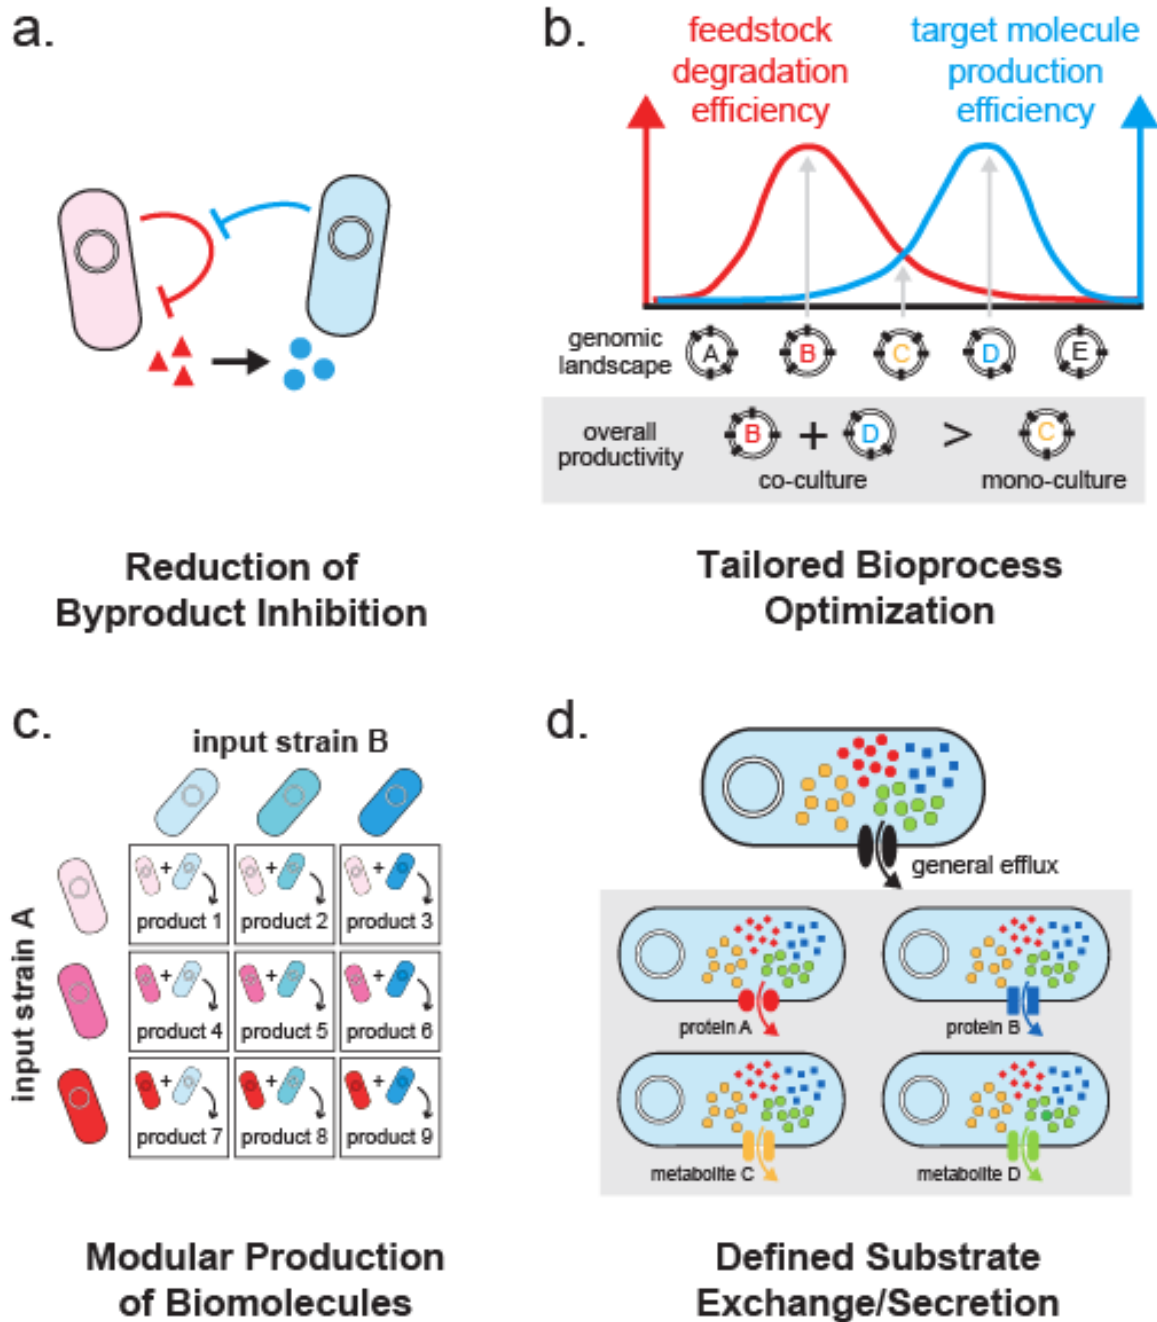 a.
Reduction of
Byproduct Inhibition
b.
feedstock
degradation
efficiency
target molecule
production
efficiency
genomic
landscape
A
B
C
D
E
overall
productivity
B + D > C
co-culture
mono-culture
Tailored Bioprocess
Optimization
c.
input strain B
input strain A
+
+
+
product 1
product 2
product 3
+
+
+
product 4
product 5
product 6
+
+
+
product 7
product 8
product 9
Modular Production
of Biomolecules
d.
general efflux
protein A
protein B
metabolite C
metabolite D
Defined Substrate
Exchange/Secretion